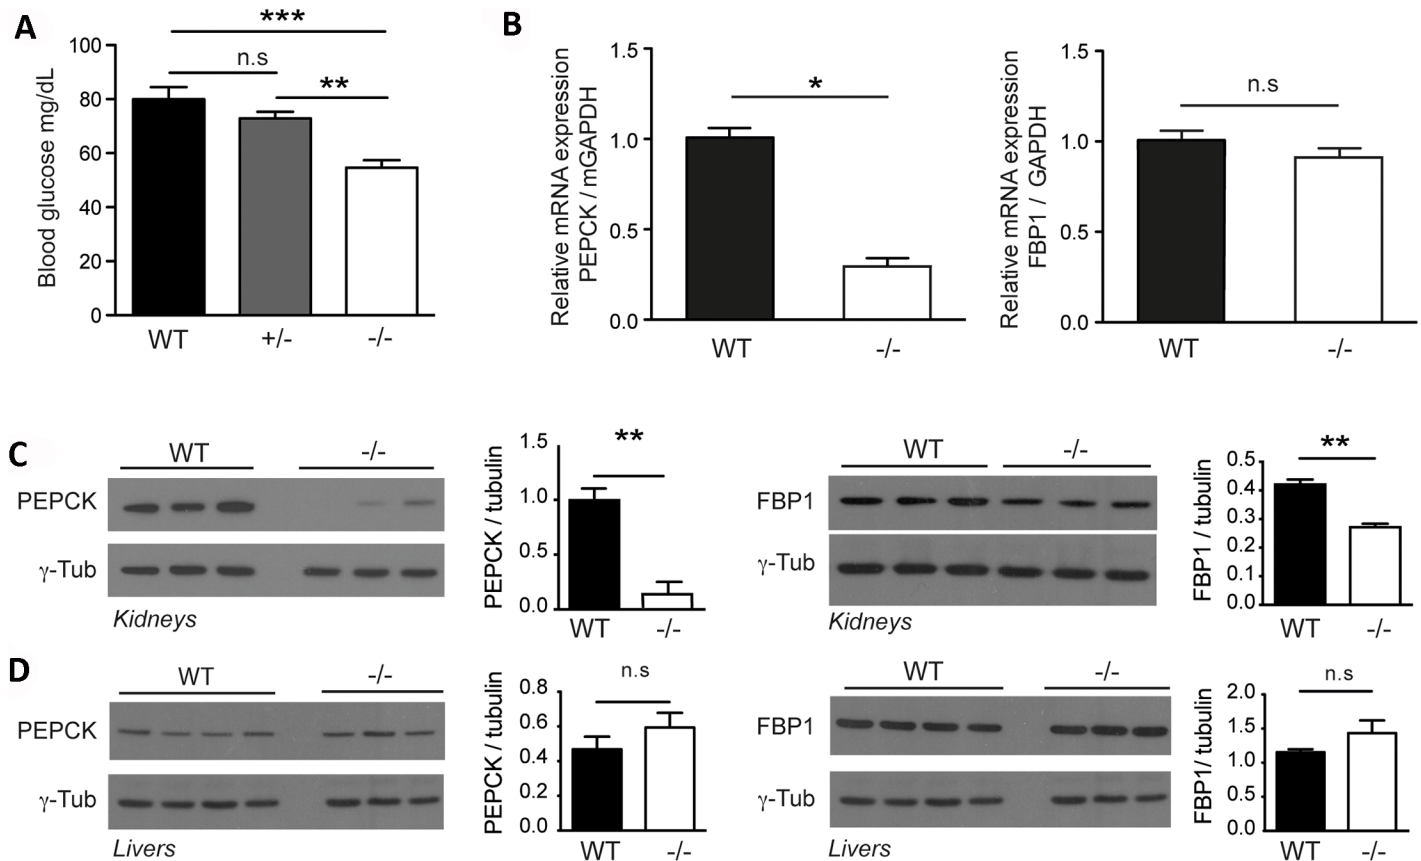 A
***
n.s
**
Blood glucose mg/dL
100
80
60
40
20
0
WT
+/-
-/-
B
*
Relative mRNA expression
PEPCK / mGAPDH
1.5
1.0
0.5
0.0
WT
-/-
n.s
Relative mRNA expression
FBP1 / GAPDH
1.5
1.0
0.5
0.0
WT
-/-
C
WT
-/-
PEPCK
γ-Tub
Kidneys
**
PEPCK / tubulin
1.5
1.0
0.5
0.0
WT
-/-
WT
-/-
FBP1
γ-Tub
Kidneys
**
FBP1 / tubulin
0.5
0.4
0.3
0.2
0.1
0.0
WT
-/-
D
WT
-/-
PEPCK
γ-Tub
Livers
n.s
PEPCK / tubulin
0.8
0.6
0.4
0.2
0.0
WT
-/-
WT
-/-
FBP1
γ-Tub
Livers
n.s
FBP1/ tubulin
2.0
1.5
1.0
0.5
0.0
WT
-/-